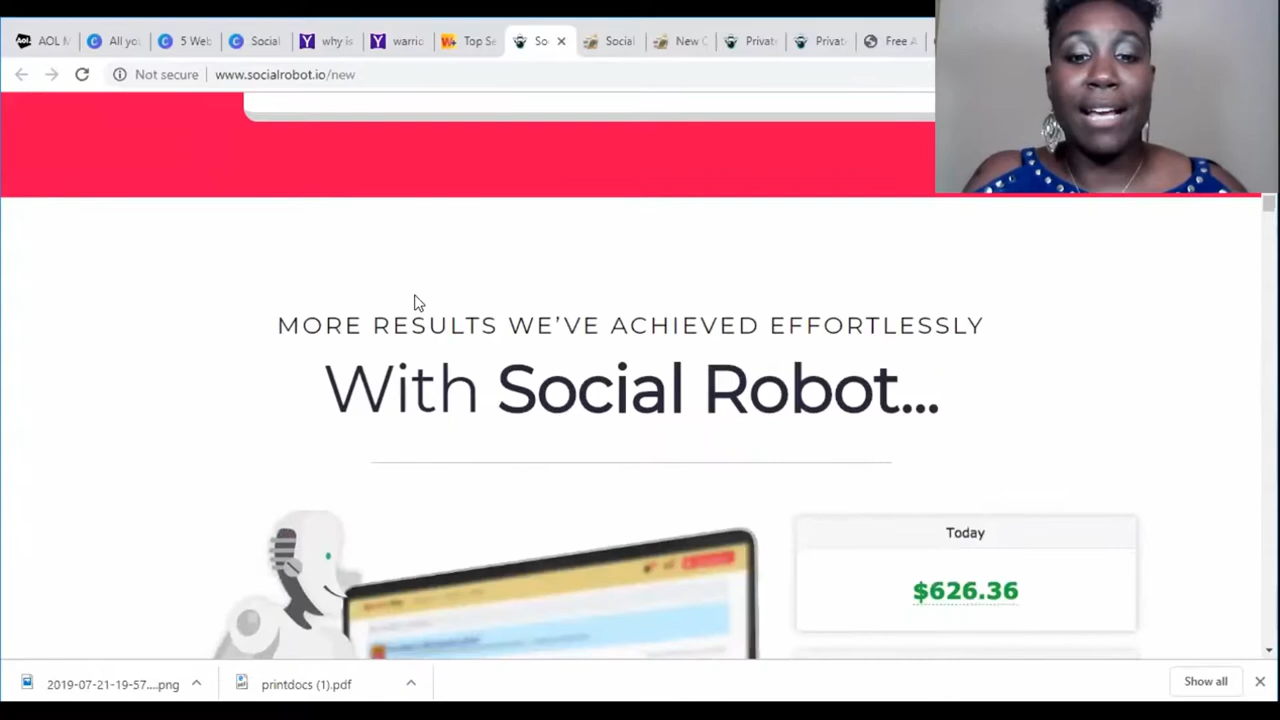 AOL M
All yo
5 Web
Social
why is
warrio
Top Se
So
Social
New C
Private
Privat
Free A
Not secure
www.socialrobot.io/new
MORE RESULTS WE'VE ACHIEVED EFFORTLESSLY
With Social Robot...
Today
$626.36
2019-07-21-19-57....png
printdocs (1).pdf
Show all